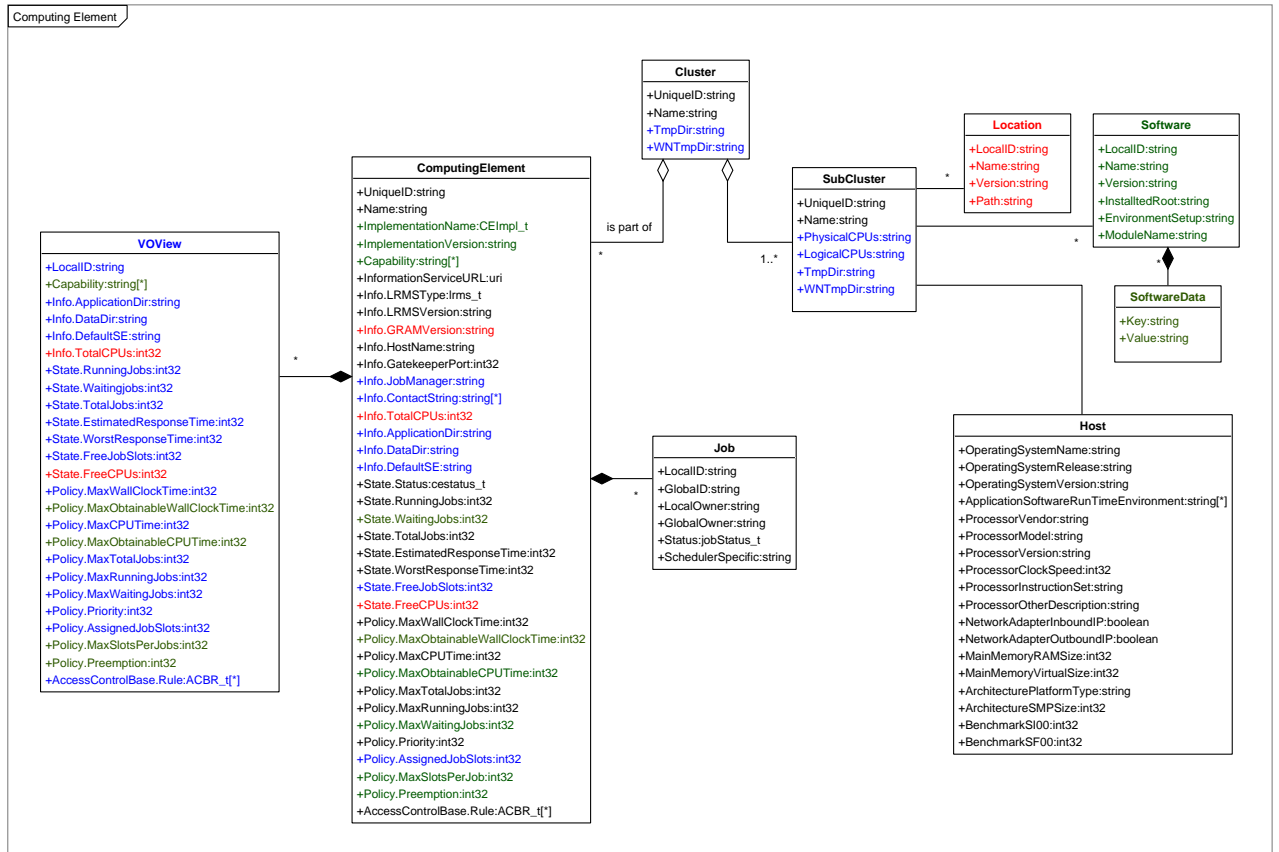 Computing Element
Cluster
+UniqueID:string
+Name:string
+TmpDir:string
+WNTmpDir:string
Location
+LocalID:string
+Name:string
+Version:string
+Path:string
Software
+LocalID:string
+Name:string
+Version:string
+InstalltedRoot:string
+EnvironmentSetup:string
+ModuleName:string
ComputingElement
+UniqueID:string
+Name:string
+ImplementationName:CEImpl_t
+ImplementationVersion:string
+Capability:string[*]
+InformationServiceURL:uri
+Info.LRMSType:lrms_t
+Info.LRMSVersion:string
+Info.GRAMVersion:string
+Info.HostName:string
+Info.GatekeeperPort:int32
+Info.JobManager:string
+Info.ContactString:string[*]
+Info.TotalCPUs:int32
+Info.ApplicationDir:string
+Info.DataDir:string
+Info.DefaultSE:string
+State.Status:cestatus_t
+State.RunningJobs:int32
+State.WaitingJobs:int32
+State.TotalJobs:int32
+State.EstimatedResponseTime:int32
+State.WorstResponseTime:int32
+State.FreeJobSlots:int32
+State.FreeCPUs:int32
+Policy.MaxWallClockTime:int32
+Policy.MaxObtainableWallClockTime:int32
+Policy.MaxCPUTime:int32
+Policy.MaxObtainableCPUTime:int32
+Policy.MaxTotalJobs:int32
+Policy.MaxRunningJobs:int32
+Policy.MaxWaitingJobs:int32
+Policy.Priority:int32
+Policy.AssignedJobSlots:int32
+Policy.MaxSlotsPerJob:int32
+Policy.Preemption:int32
+AccessControlBase.Rule:ACBR_t[*]
SubCluster
+UniqueID:string
+Name:string
+PhysicalCPUs:string
+LogicalCPUs:string
+TmpDir:string
+WNTmpDir:string
*
is part of
*
1..*
*
*
VOView
+LocalID:string
+Capability:string[*]
+Info.ApplicationDir:string
+Info.DataDir:string
+Info.DefaultSE:string
+Info.TotalCPUs:int32
+State.RunningJobs:int32
+State.Waitingjobs:int32
+State.TotalJobs:int32
+State.EstimatedResponseTime:int32
+State.WorstResponseTime:int32
+State.FreeJobSlots:int32
+State.FreeCPUs:int32
+Policy.MaxWallClockTime:int32
+Policy.MaxObtainableWallClockTime:int32
+Policy.MaxCPUTime:int32
+Policy.MaxObtainableCPUTime:int32
+Policy.MaxTotalJobs:int32
+Policy.MaxRunningJobs:int32
+Policy.MaxWaitingJobs:int32
+Policy.Priority:int32
+Policy.AssignedJobSlots:int32
+Policy.MaxSlotsPerJobs:int32
+Policy.Preemption:int32
+AccessControlBase.Rule:ACBR_t[*]
*
SoftwareData
+Key:string
+Value:string
Job
+LocalID:string
+GlobalID:string
+LocalOwner:string
+GlobalOwner:string
+Status:jobStatus_t
+SchedulerSpecific:string
*
Host
+OperatingSystemName:string
+OperatingSystemRelease:string
+OperatingSystemVersion:string
+ApplicationSoftwareRunTimeEnvironment:string[*]
+ProcessorVendor:string
+ProcessorModel:string
+ProcessorVersion:string
+ProcessorClockSpeed:int32
+ProcessorInstructionSet:string
+ProcessorOtherDescription:string
+NetworkAdapterInboundIP:boolean
+NetworkAdapterOutboundIP:boolean
+MainMemoryRAMSize:int32
+MainMemoryVirtualSize:int32
+ArchitecturePlatformType:string
+ArchitectureSMPSize:int32
+BenchmarkSI00:int32
+BenchmarkSF00:int32